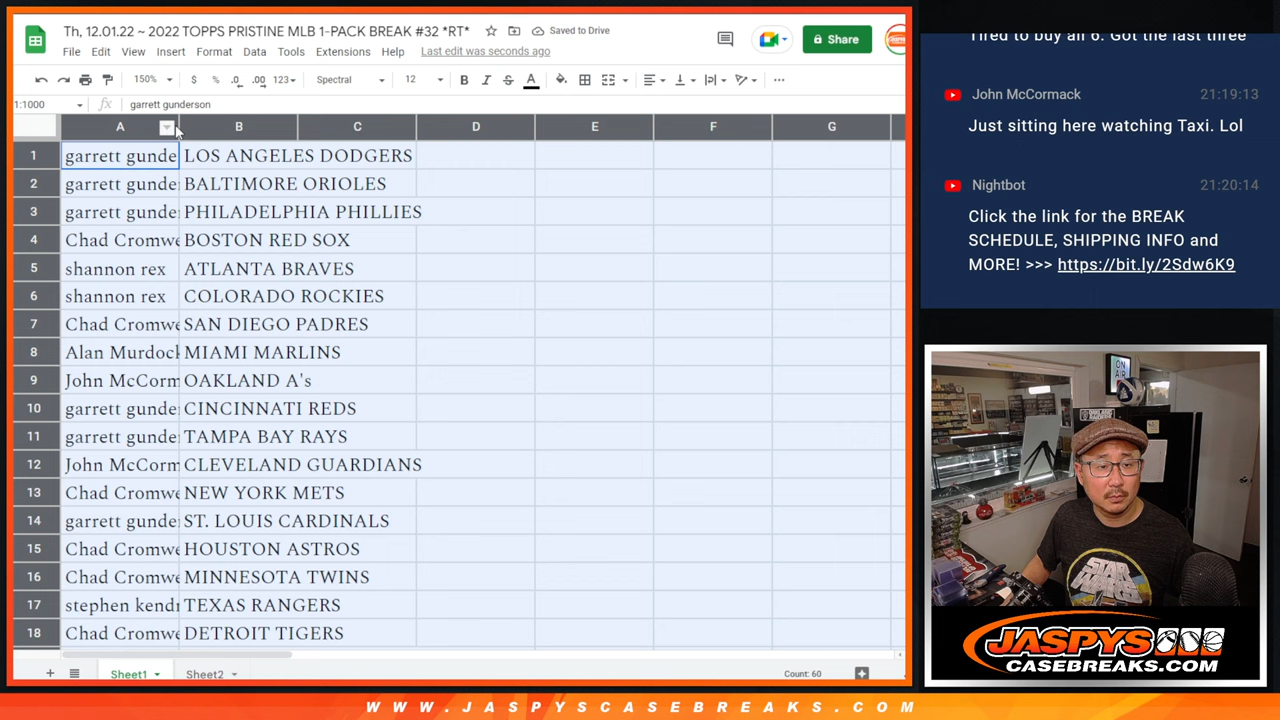 Th, 12.01.22 ~ 2022 TOPPS PRISTINE MLB 1-PACK BREAK #32 *RT*
Saved to Drive
File Edit View Insert Format Data Tools Extensions Help Last edit was seconds ago
Share
150% $ % .0 .00 123 Spectral 12 B I S A
1:1000 fx garrett gunderson
A B C D E F G
1 garrett gunde LOS ANGELES DODGERS
2 garrett gunde BALTIMORE ORIOLES
3 garrett gunde PHILADELPHIA PHILLIES
4 Chad Cromwe BOSTON RED SOX
5 shannon rex ATLANTA BRAVES
6 shannon rex COLORADO ROCKIES
7 Chad Cromwe SAN DIEGO PADRES
8 Alan Murdock MIAMI MARLINS
9 John McCorm OAKLAND A's
10 garrett gunde CINCINNATI REDS
11 garrett gunde TAMPA BAY RAYS
12 John McCorm CLEVELAND GUARDIANS
13 Chad Cromwe NEW YORK METS
14 garrett gunde ST. LOUIS CARDINALS
15 Chad Cromwe HOUSTON ASTROS
16 Chad Cromwe MINNESOTA TWINS
17 stephen kendr TEXAS RANGERS
18 Chad Cromwe DETROIT TIGERS
Sheet1 Sheet2 Count: 60
Tired to buy all 6. Got the last three
John McCormack 21:19:13
Just sitting here watching Taxi. Lol
Nightbot 21:20:14
Click the link for the BREAK
SCHEDULE, SHIPPING INFO and
MORE! >>> https://bit.ly/2Sdw6K9
ON AIR
STAR WARS
JASPYS
CASEBREAKS.COM
WWW.JASPYSCASEBREAKS.COM